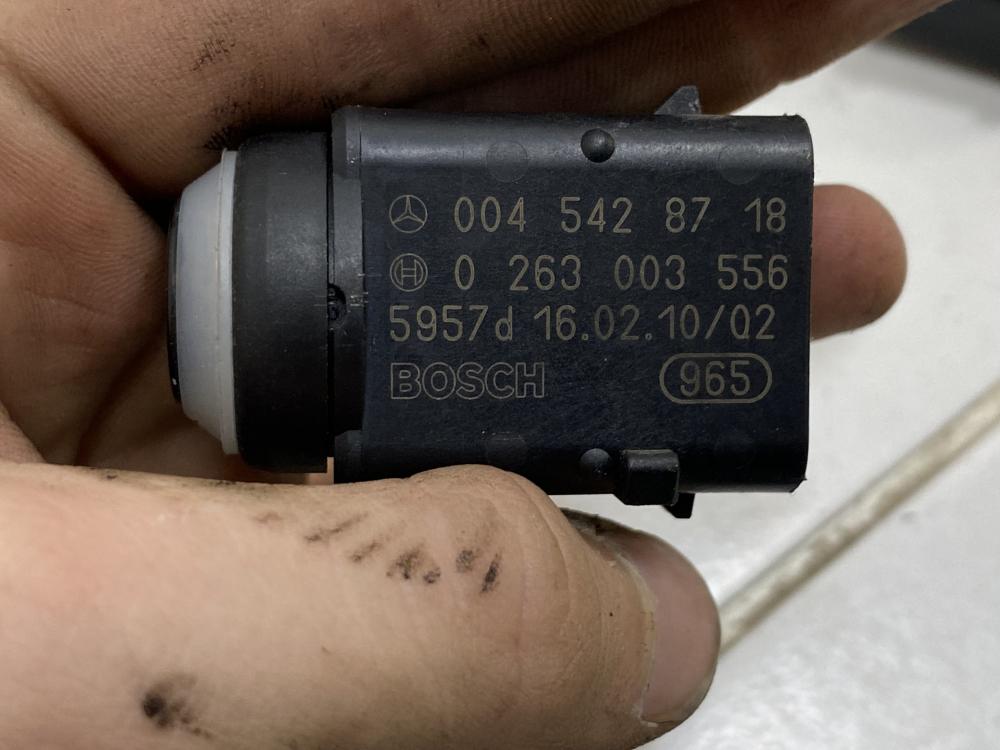 004 542 87 18
0 263 003 556
5957d 16.02.10/02
BOSCH 965